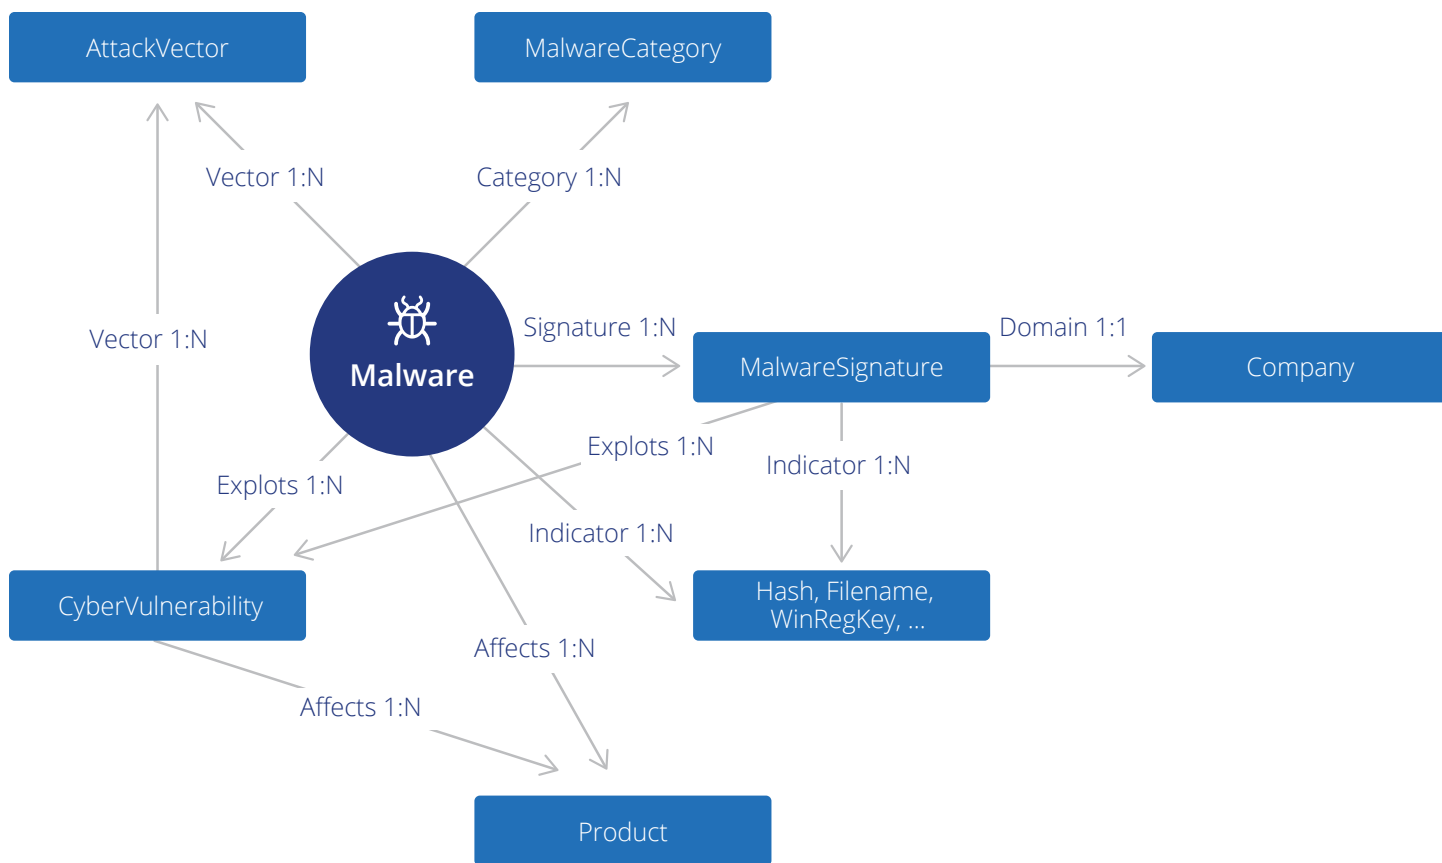 AttackVector
MalwareCategory
Vector 1:N
Category 1:N
Vector 1:N
Malware
Signature 1:N
MalwareSignature
Domain 1:1
Company
Explots 1:N
Explots 1:N
Indicator 1:N
Indicator 1:N
CyberVulnerability
Hash, Filename,
WinRegKey, ...
Affects 1:N
Affects 1:N
Product